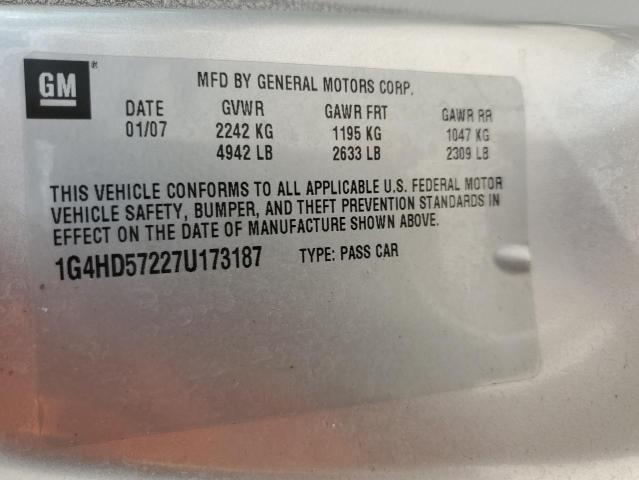 GM®
MFD BY GENERAL MOTORS CORP.
DATE GVWR GAWR FRT GAWR RR
01/07 2242 KG 1195 KG 1047 KG
4942 LB 2633 LB 2309 LB
THIS VEHICLE CONFORMS TO ALL APPLICABLE U.S. FEDERAL MOTOR
VEHICLE SAFETY, BUMPER, AND THEFT PREVENTION STANDARDS IN
EFFECT ON THE DATE OF MANUFACTURE SHOWN ABOVE.
1G4HD57227U173187 TYPE: PASS CAR